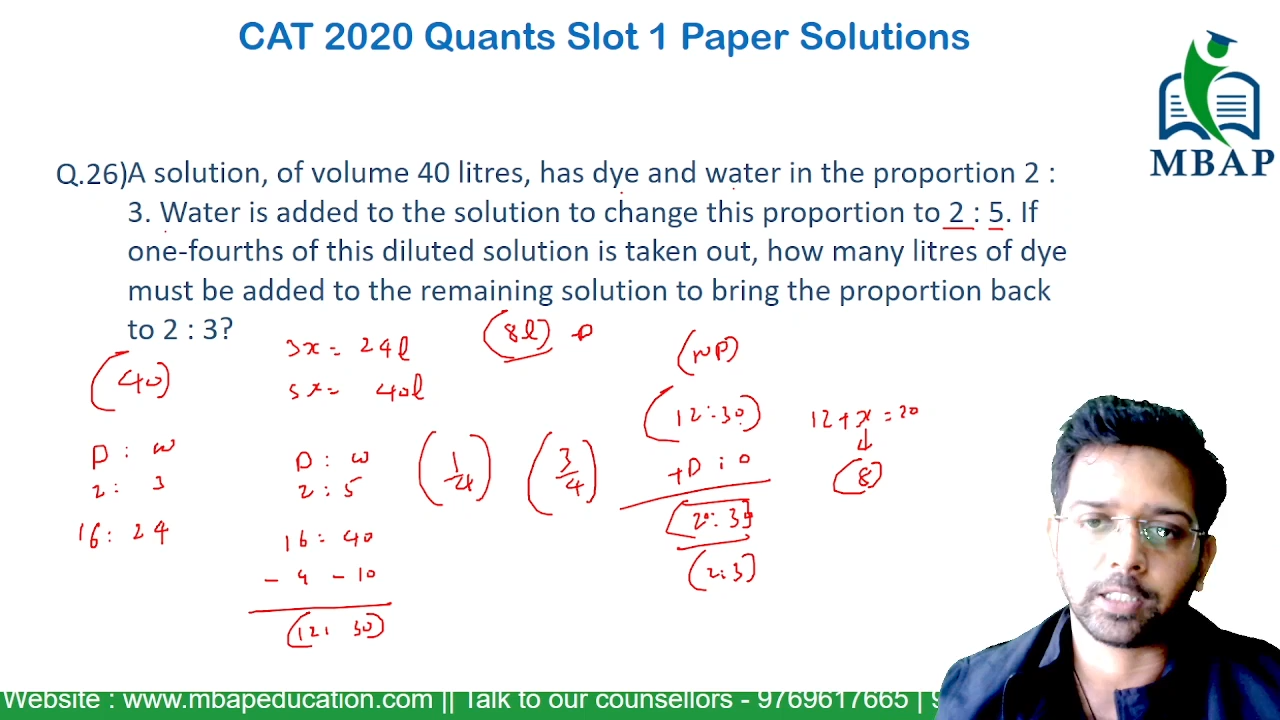 CAT 2020 Quants Slot 1 Paper Solutions
MBAP
Q.26) A solution, of volume 40 litres, has dye and water in the proportion 2 :
3. Water is added to the solution to change this proportion to 2 : 5. If
one-fourths of this diluted solution is taken out, how many litres of dye
must be added to the remaining solution to bring the proportion back
to 2 : 3?
(40)
D : w
2 : 3
16 : 24
3x = 24l
5x = 40l
D : w
2 : 5
16 : 40
- 4 - 10
(12 : 30)
(8l) D
(1/4)
(3/4)
(12 : 30)
+D : 0
(20 : 30)
(2 : 3)
12 + x = 20
(8)
Website : www.mbapeducation.com || Talk to our counsellors - 9769617665 | 9